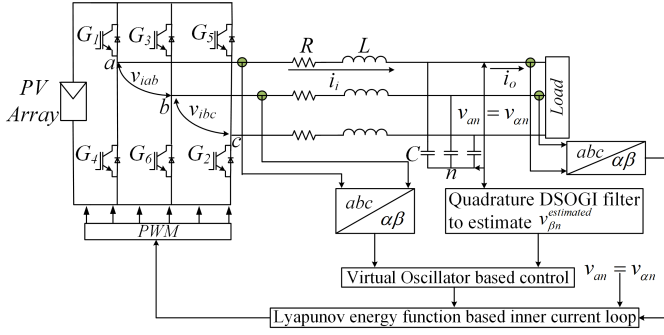 G₁ G₃ G₅
R L
a
v_iab
i_i
i_o
PV
Array
b
v_ibc
v_an = v_αn
Load
c
G₄ G₆ G₂
C
n
abc
αβ
abc
αβ
Quadrature DSOGI filter
to estimate v_βn^estimated
PWM
Virtual Oscillator based control
v_an = v_αn
Lyapunov energy function based inner current loop